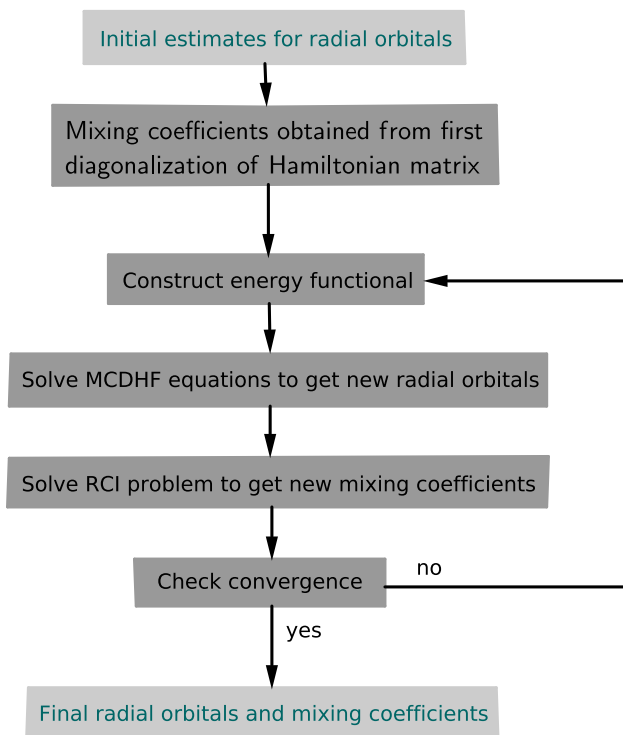 Initial estimates for radial orbitals
Mixing coefficients obtained from first
diagonalization of Hamiltonian matrix
Construct energy functional
Solve MCDHF equations to get new radial orbitals
Solve RCI problem to get new mixing coefficients
Check convergence
no
yes
Final radial orbitals and mixing coefficients